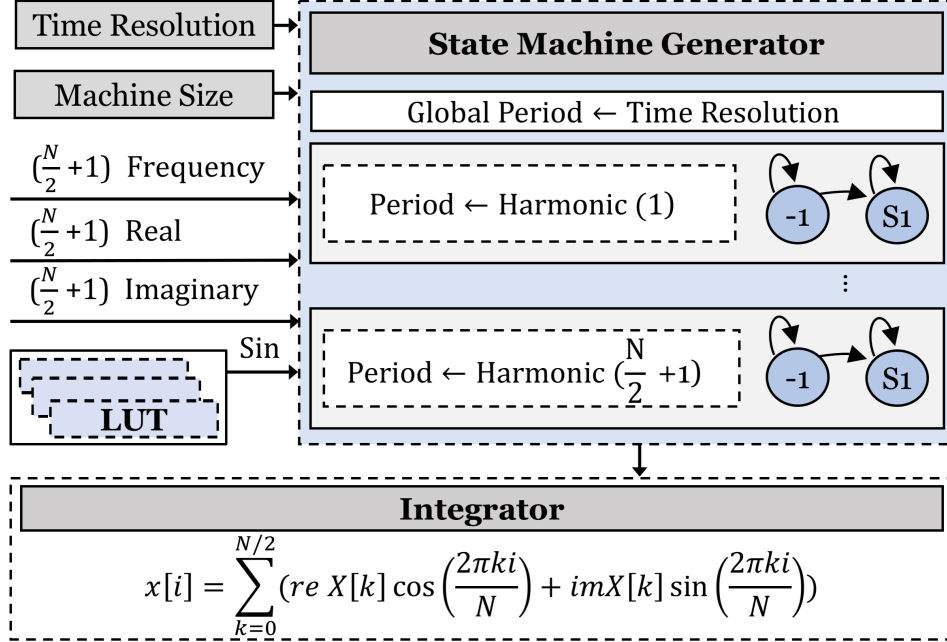 Time Resolution
State Machine Generator
Machine Size
Global Period ← Time Resolution
(N/2 +1) Frequency
Period ← Harmonic (1)
-1
S1
(N/2 +1) Real
(N/2 +1) Imaginary
⋮
Sin
Period ← Harmonic (N/2 +1)
-1
S1
LUT
Integrator
x[i] = ∑_{k=0}^{N/2} (re X[k] cos (2πki/N) + imX[k] sin (2πki/N))